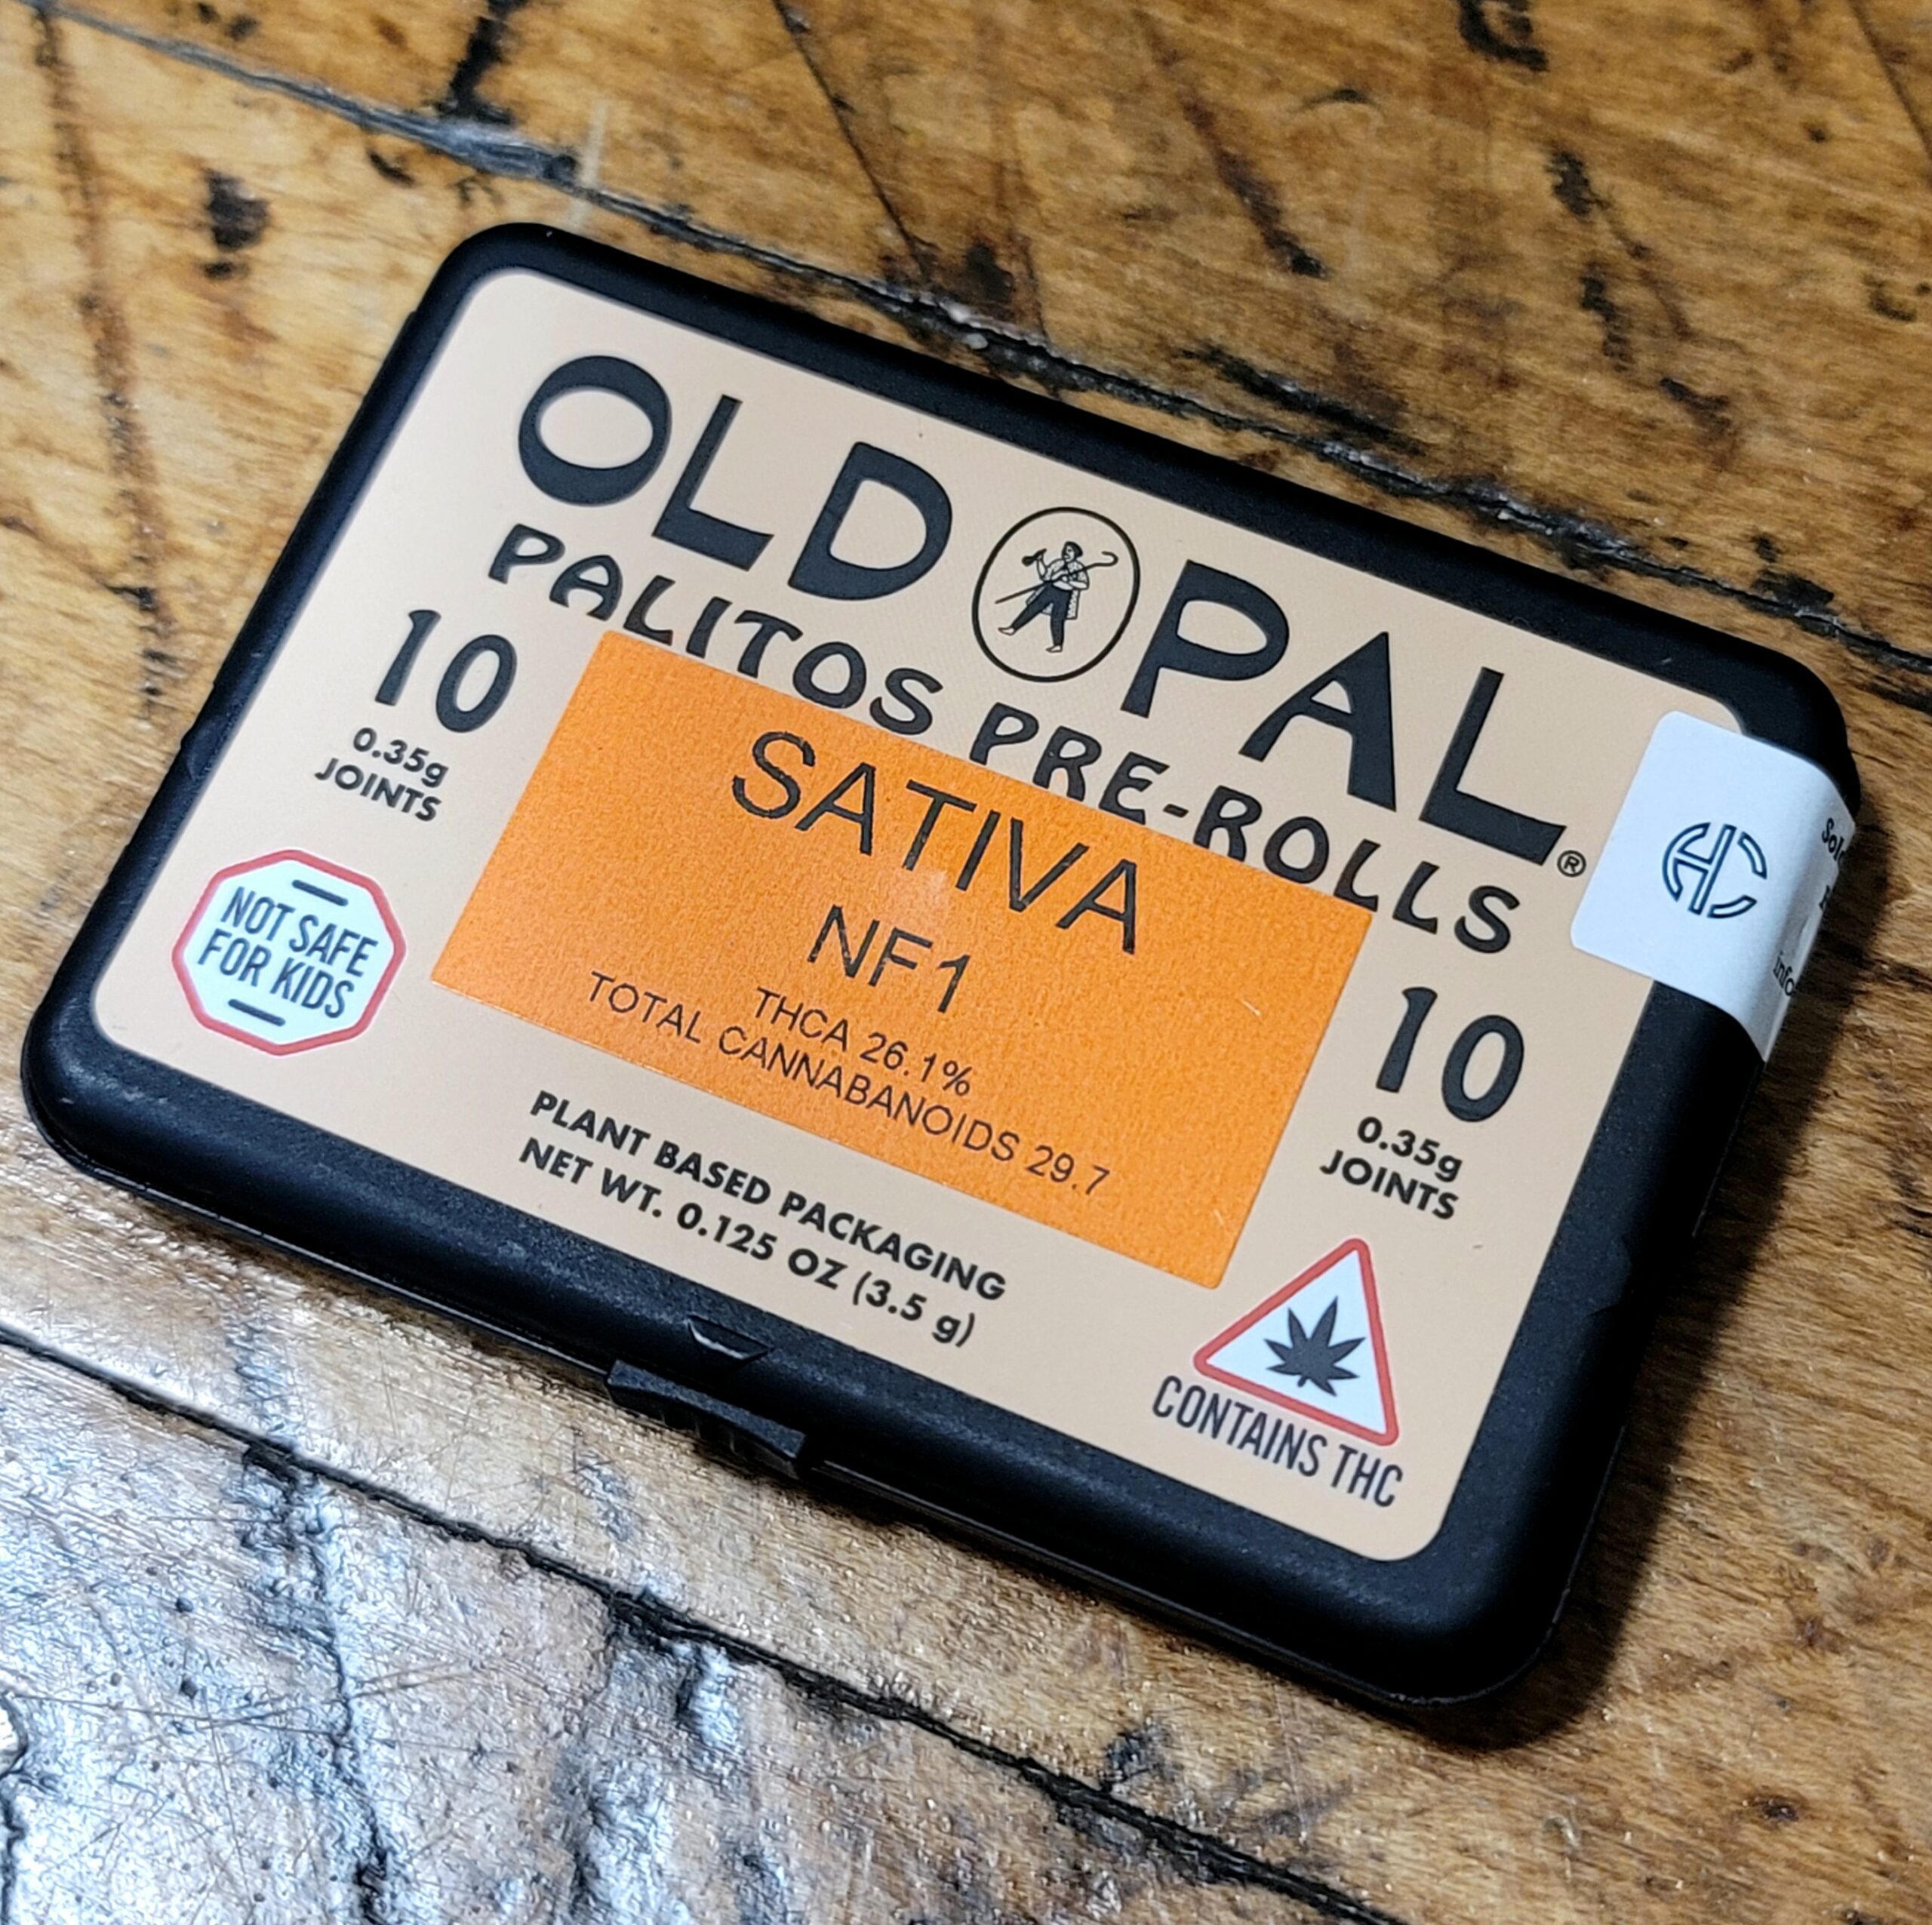 OLD PAL®
PALITOS PRE-ROLLS
10
0.35g
JOINTS
NOT SAFE
FOR KIDS
SATIVA
NF1
THCA 26.1%
TOTAL CANNABANOIDS 29.7
PLANT BASED PACKAGING
NET WT. 0.125 OZ (3.5 g)
10
0.35g
JOINTS
CONTAINS THC
HC